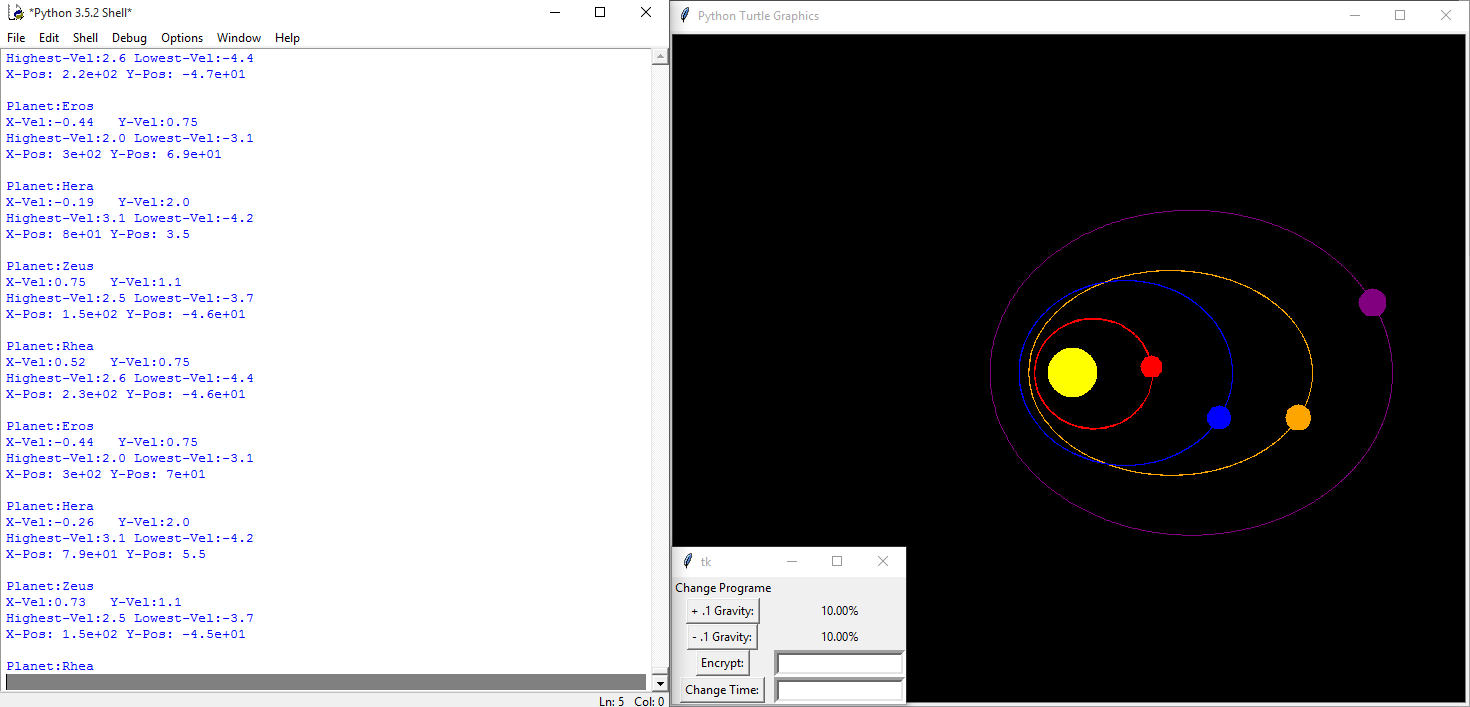 *Python 3.5.2 Shell*
File Edit Shell Debug Options Window Help
Highest-Vel:2.6 Lowest-Vel:-4.4
X-Pos: 2.2e+02 Y-Pos: -4.7e+01
Planet:Eros
X-Vel:-0.44   Y-Vel:0.75
Highest-Vel:2.0 Lowest-Vel:-3.1
X-Pos: 3e+02 Y-Pos: 6.9e+01
Planet:Hera
X-Vel:-0.19   Y-Vel:2.0
Highest-Vel:3.1 Lowest-Vel:-4.2
X-Pos: 8e+01 Y-Pos: 3.5
Planet:Zeus
X-Vel:0.75   Y-Vel:1.1
Highest-Vel:2.5 Lowest-Vel:-3.7
X-Pos: 1.5e+02 Y-Pos: -4.6e+01
Planet:Rhea
X-Vel:0.52   Y-Vel:0.75
Highest-Vel:2.6 Lowest-Vel:-4.4
X-Pos: 2.3e+02 Y-Pos: -4.6e+01
Planet:Eros
X-Vel:-0.44   Y-Vel:0.75
Highest-Vel:2.0 Lowest-Vel:-3.1
X-Pos: 3e+02 Y-Pos: 7e+01
Planet:Hera
X-Vel:-0.26   Y-Vel:2.0
Highest-Vel:3.1 Lowest-Vel:-4.2
X-Pos: 7.9e+01 Y-Pos: 5.5
Planet:Zeus
X-Vel:0.73   Y-Vel:1.1
Highest-Vel:2.5 Lowest-Vel:-3.7
X-Pos: 1.5e+02 Y-Pos: -4.5e+01
Planet:Rhea
Ln: 5 Col: 0
Python Turtle Graphics
tk
Change Programe
+ .1 Gravity: 10.00%
- .1 Gravity: 10.00%
Encrypt:
Change Time: